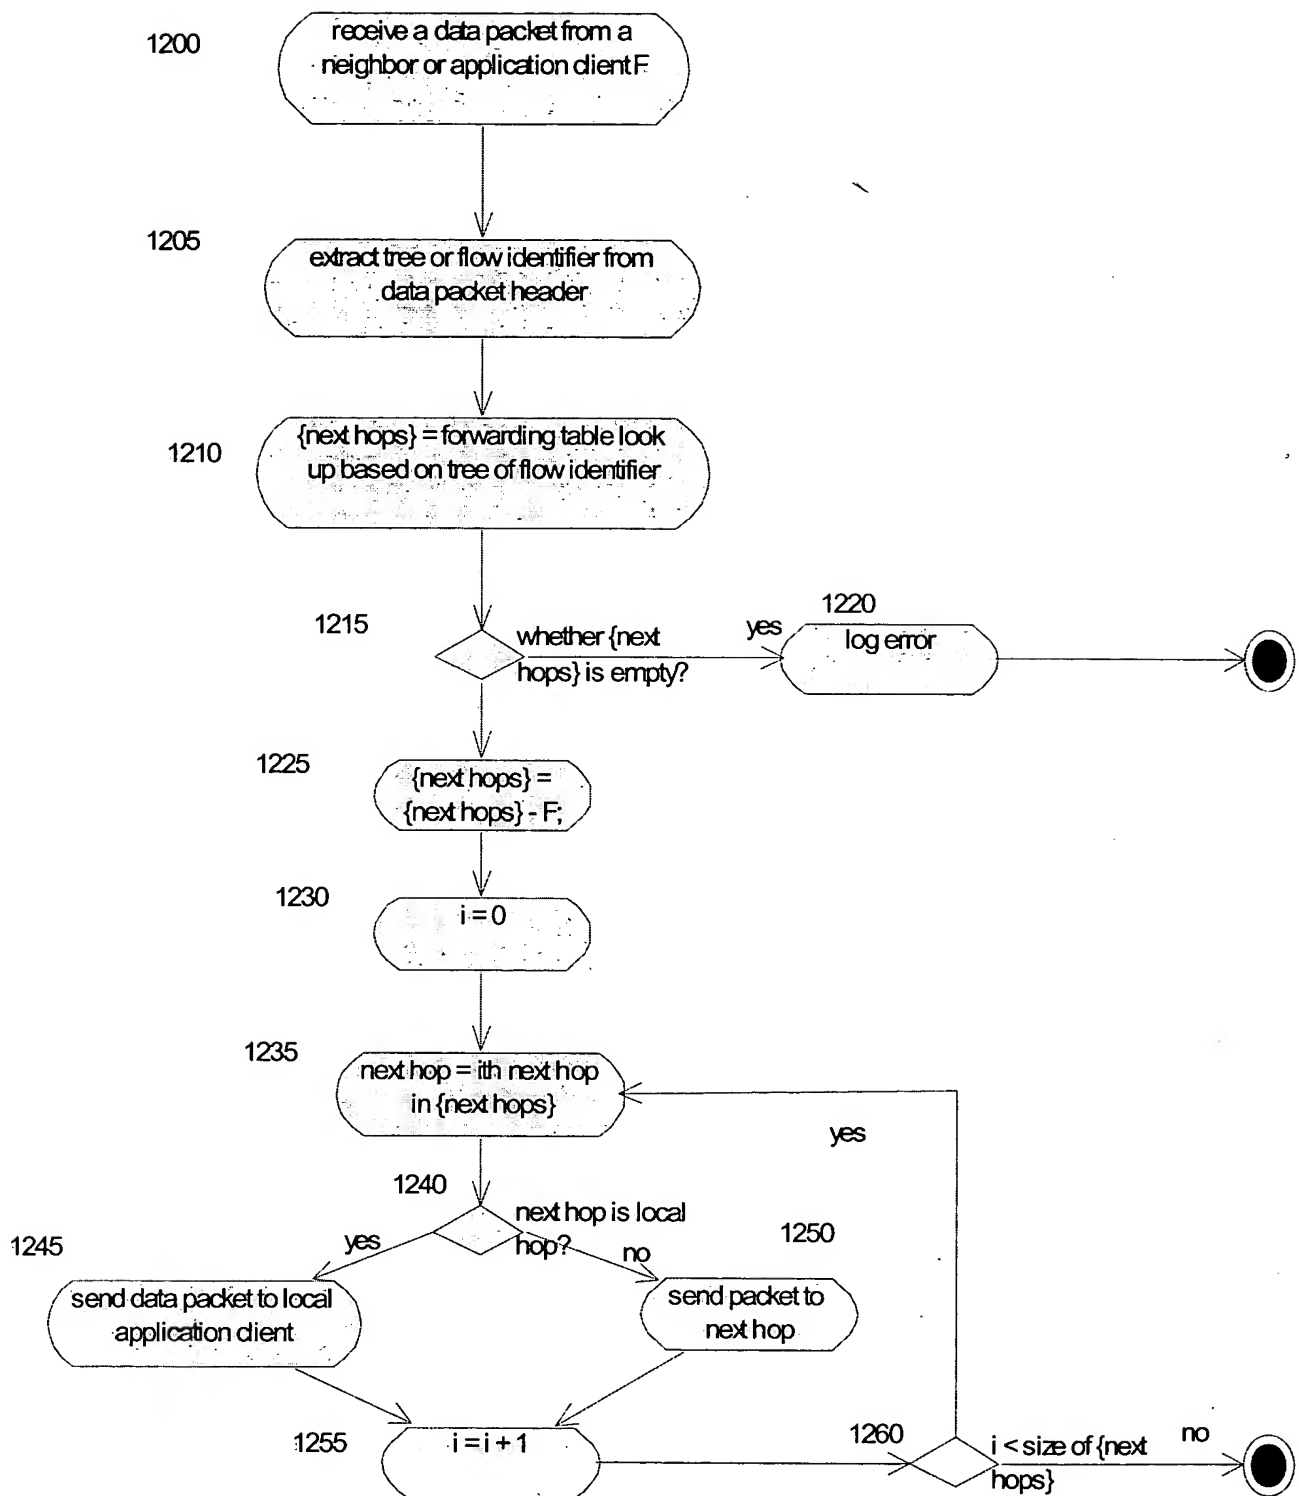 1200
receive a data packet from a
neighbor or application client F
1205
extract tree or flow identifier from
data packet header
1210
{next hops} = forwarding table look
up based on tree of flow identifier
1215
whether {next
hops} is empty?
yes
1220
log error
1225
{next hops} =
{next hops} - F;
1230
i = 0
1235
next hop = ith next hop
in {next hops}
yes
1240
next hop is local
hop?
1245
yes
no
1250
send data packet to local
application client
send packet to
next hop
1255
i = i + 1
1260
i < size of {next
hops}
no